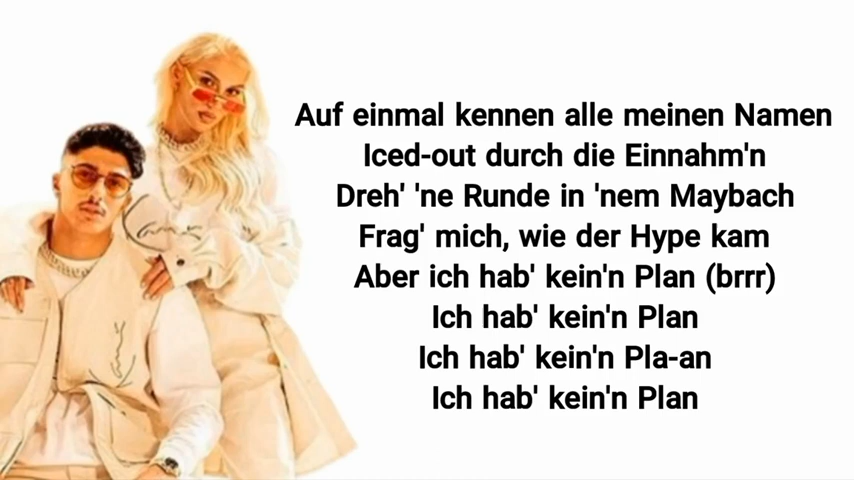 Auf einmal kennen alle meinen Namen
Iced-out durch die Einnahm'n
Dreh' 'ne Runde in 'nem Maybach
Frag' mich, wie der Hype kam
Aber ich hab' kein'n Plan (brrr)
Ich hab' kein'n Plan
Ich hab' kein'n Pla-an
Ich hab' kein'n Plan